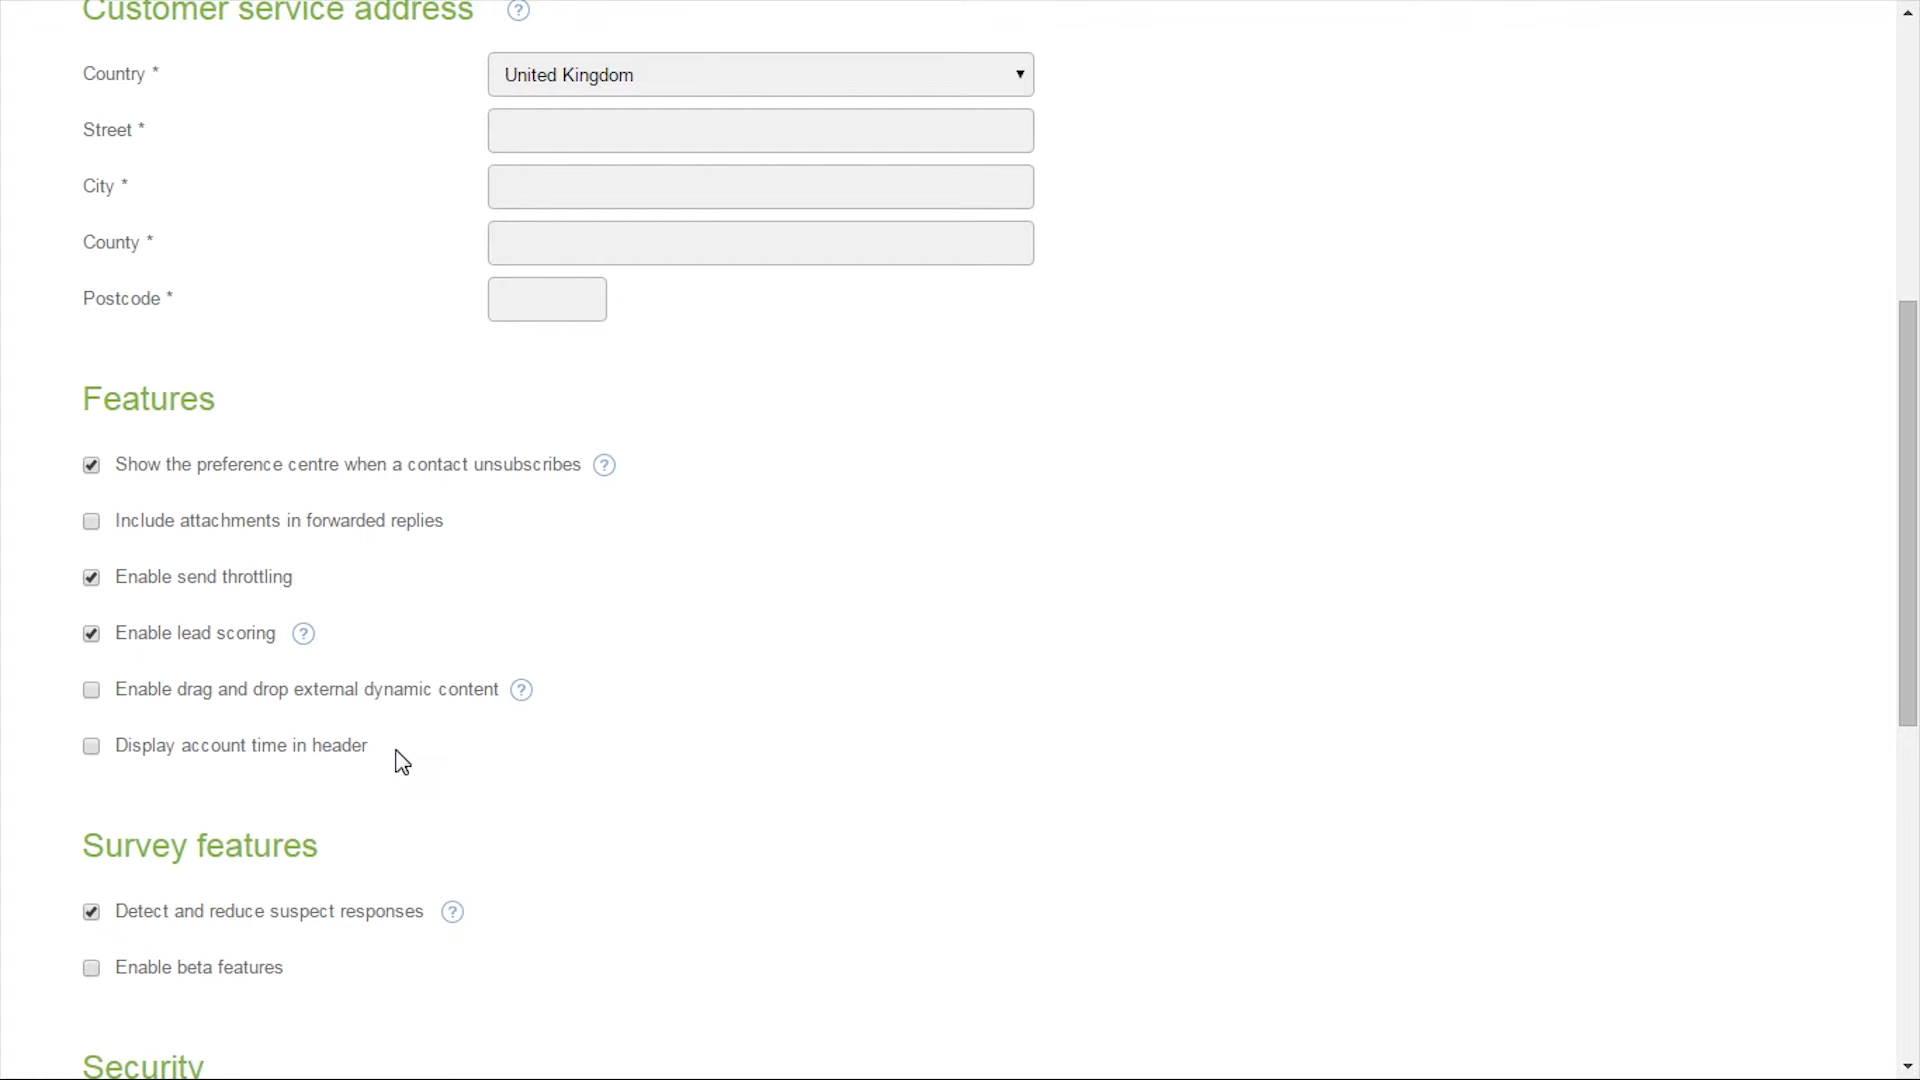 Customer service address ?
Country *
United Kingdom
Street *
City *
County *
Postcode *
Features
Show the preference centre when a contact unsubscribes ?
Include attachments in forwarded replies
Enable send throttling
Enable lead scoring ?
Enable drag and drop external dynamic content ?
Display account time in header
Survey features
Detect and reduce suspect responses ?
Enable beta features
Security